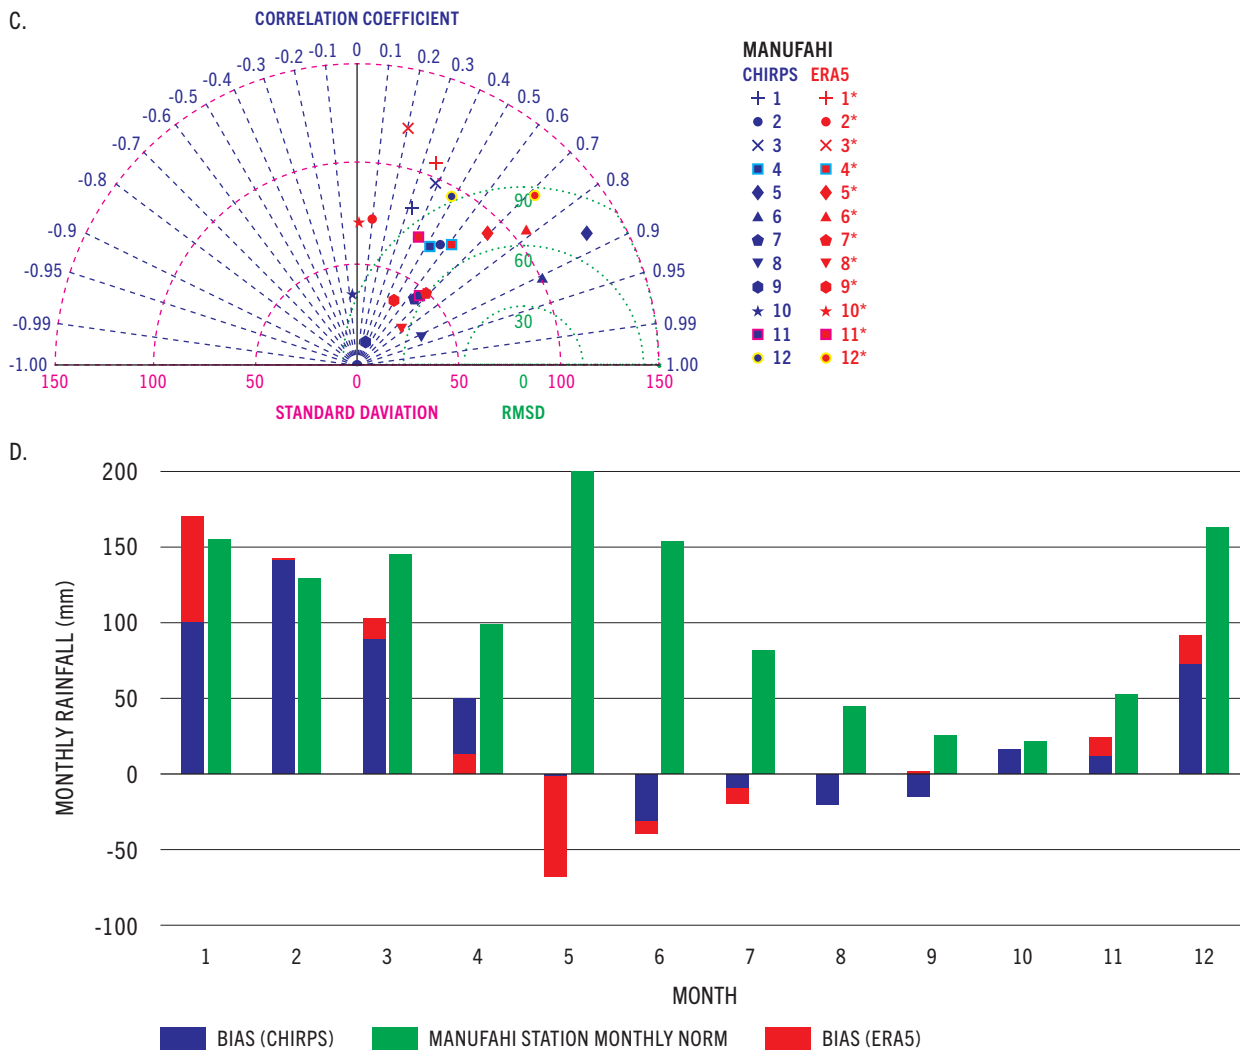 C.
CORRELATION COEFFICIENT
-1.00 -0.99 -0.95 -0.9 -0.8 -0.7 -0.6 -0.5 -0.4 -0.3 -0.2 -0.1 0 0.1 0.2 0.3 0.4 0.5 0.6 0.7 0.8 0.9 0.95 0.99 1.00
90
60
30
150 100 50 0 50 0 100 150
STANDARD DAVIATION RMSD
MANUFAHI
CHIRPS ERA5
1 1*
2 2*
3 3*
4 4*
5 5*
6 6*
7 7*
8 8*
9 9*
10 10*
11 11*
12 12*
D.
MONTHLY RAINFALL (mm)
200
150
100
50
0
-50
-100
1 2 3 4 5 6 7 8 9 10 11 12
MONTH
BIAS (CHIRPS) MANUFAHI STATION MONTHLY NORM BIAS (ERA5)